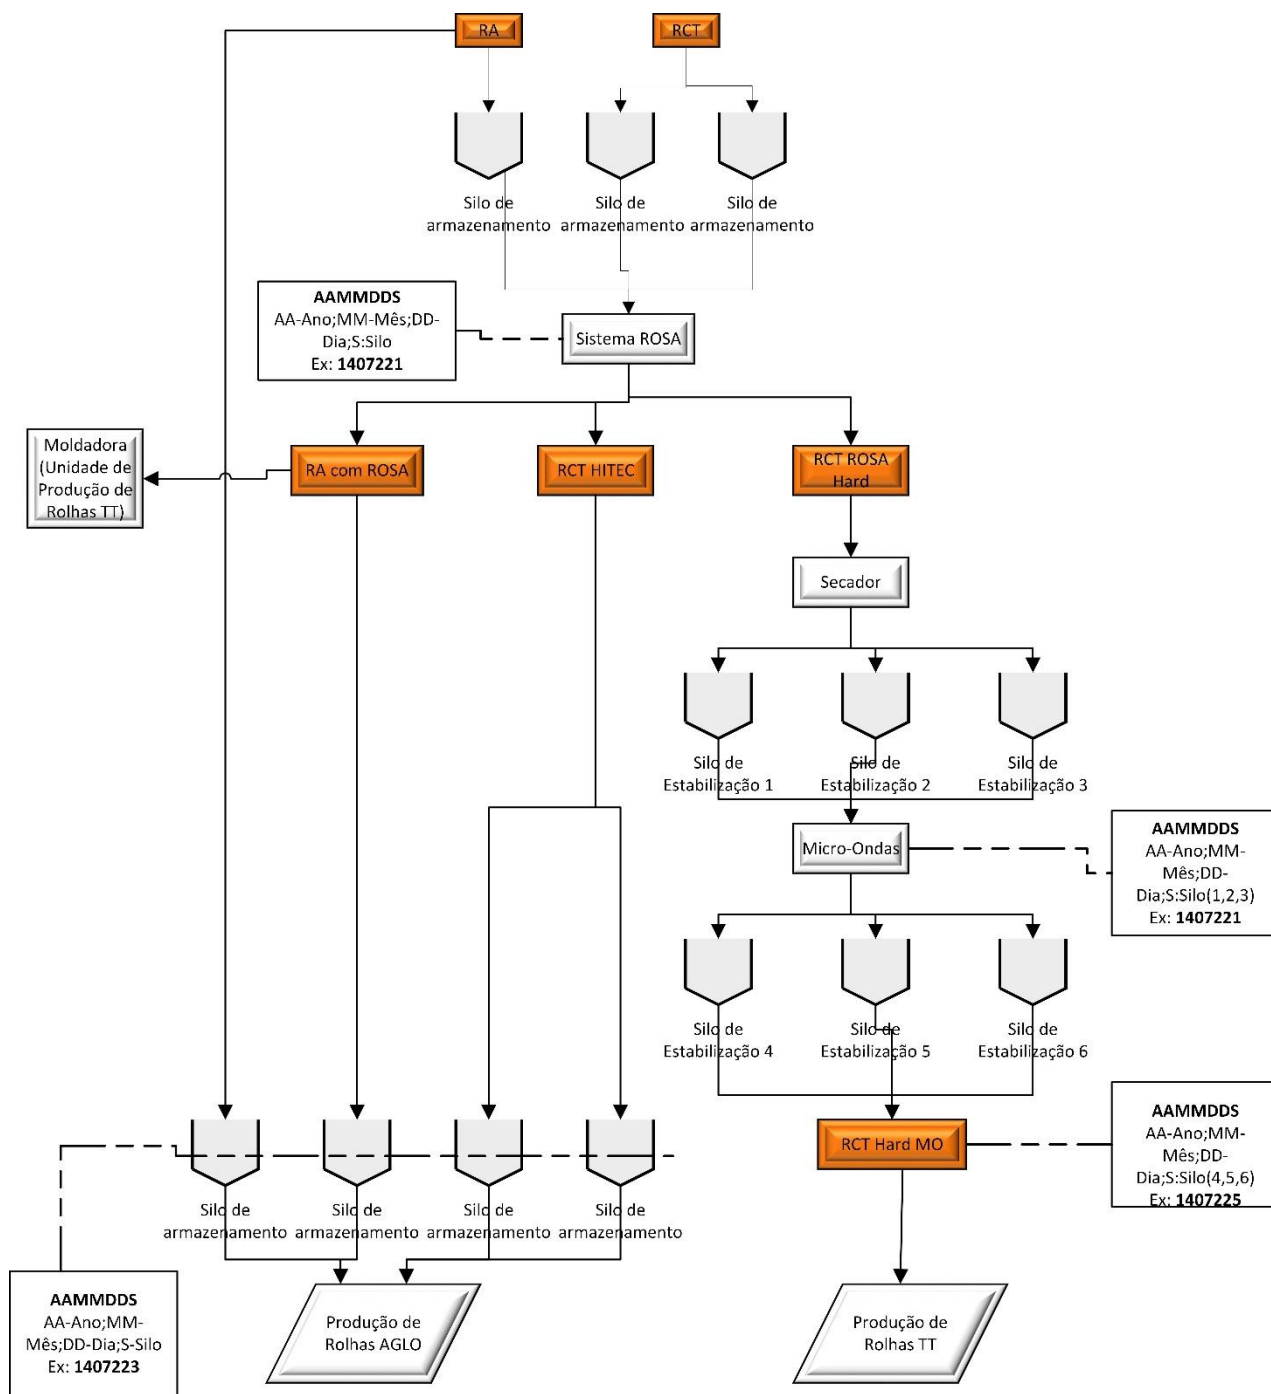 RA
RCT
Silo de
armazenamento
Silo de
armazenamento
Silo de
armazenamento
AAMMDDS
AA-Ano;MM-Mês;DD-
Dia;S:Silo
Ex: 1407221
Sistema ROSA
Moldadora
(Unidade de
Produção de
Rolhas TT)
RA com ROSA
RCT HITEC
RCT ROSA
Hard
Secador
Silo de
Estabilização 1
Silo de
Estabilização 2
Silo de
Estabilização 3
Micro-Ondas
AAMMDDS
AA-Ano;MM-
Mês;DD-
Dia;S:Silo(1,2,3)
Ex: 1407221
Silo de
Estabilização 4
Silo de
Estabilização 5
Silo de
Estabilização 6
RCT Hard MO
AAMMDDS
AA-Ano;MM-
Mês;DD-
Dia;S:Silo(4,5,6)
Ex: 1407225
Silo de
armazenamento
Silo de
armazenamento
Silo de
armazenamento
Silo de
armazenamento
AAMMDDS
AA-Ano;MM-
Mês;DD-Dia;S-Silo
Ex: 1407223
Produção de
Rolhas AGLO
Produção de
Rolhas TT